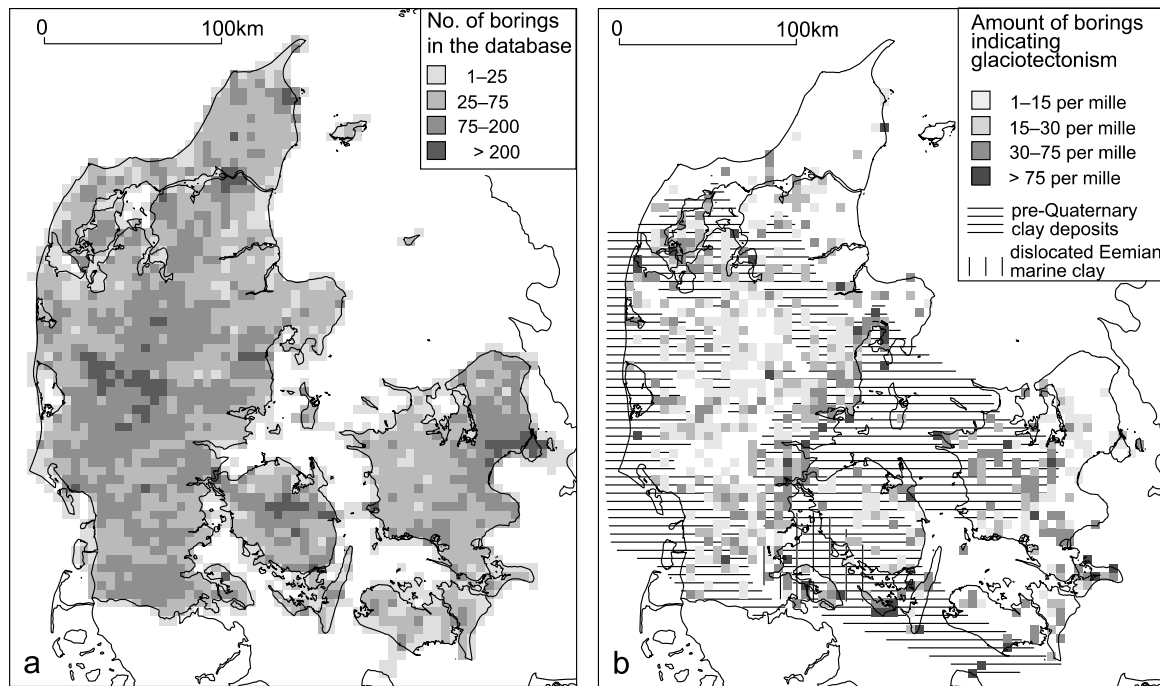 0
100km
No. of borings
in the database
1–25
25–75
75–200
> 200
a
0
100km
Amount of borings
indicating
glaciotectonism
1–15 per mille
15–30 per mille
30–75 per mille
> 75 per mille
pre-Quaternary
clay deposits
dislocated Eemian
marine clay
b